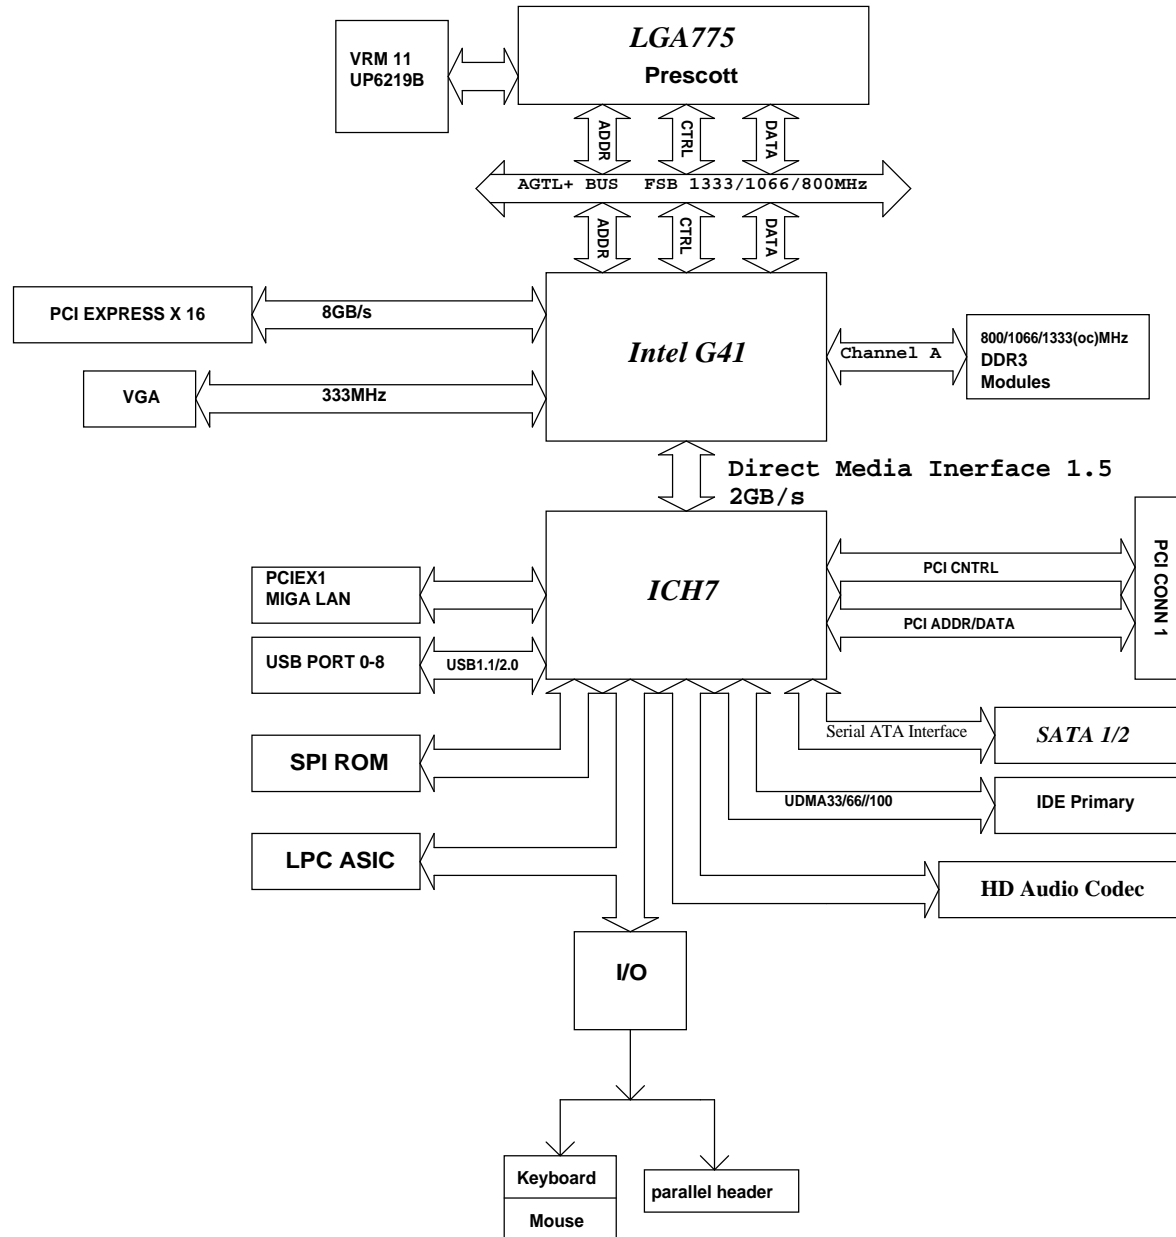 LGA775
Prescott
VRM 11
UP6219B
ADDR
CTRL
DATA
AGTL+ BUS FSB 1333/1066/800MHz
ADDR
CTRL
DATA
PCI EXPRESS X 16
8GB/s
Intel G41
Channel A
800/1066/1333(oc)MHz
DDR3
Modules
VGA
333MHz
Direct Media Inerface 1.5
2GB/s
PCIEX1
MIGA LAN
ICH7
PCI CNTRL
PCI ADDR/DATA
PCI CONN 1
USB PORT 0-8
USB1.1/2.0
Serial ATA Interface
SATA 1/2
SPI ROM
UDMA33/66//100
IDE Primary
LPC ASIC
HD Audio Codec
I/O
Keyboard
Mouse
parallel header